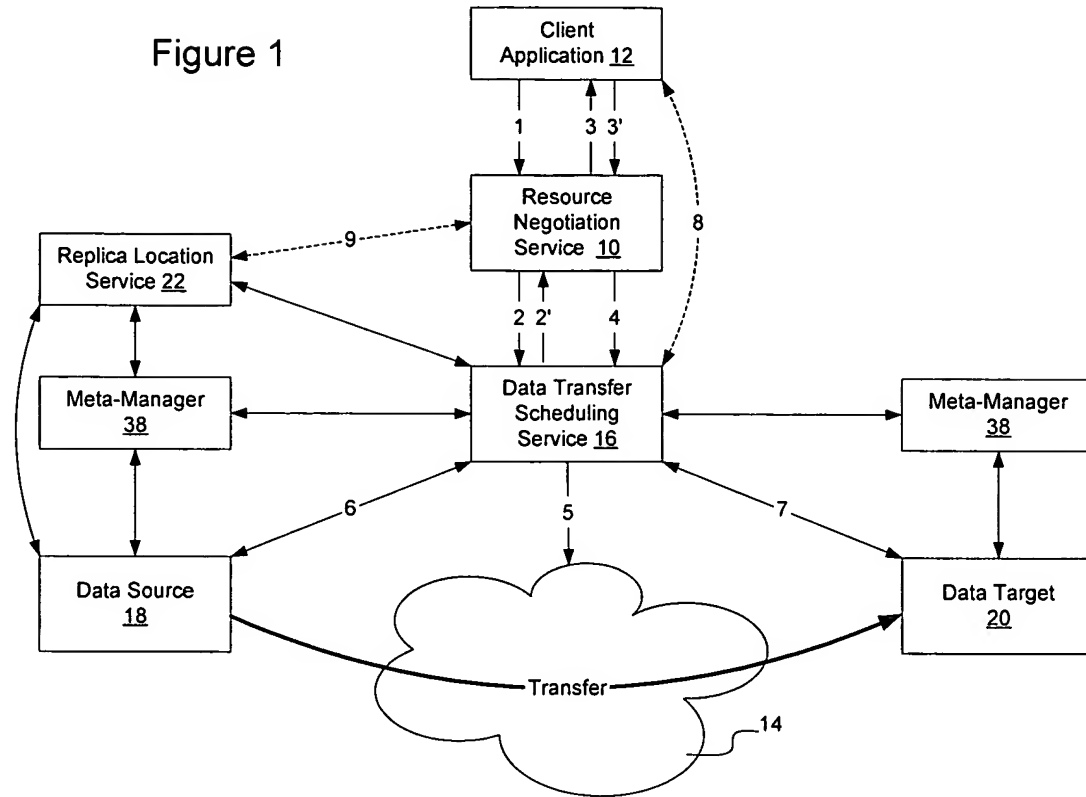 Figure 1
Client
Application 12
1
3
3'
Resource
Negotiation
Service 10
9
8
Replica Location
Service 22
2
2'
4
Meta-Manager
38
Data Transfer
Scheduling
Service 16
Meta-Manager
38
6
5
7
Data Source
18
Data Target
20
Transfer
14